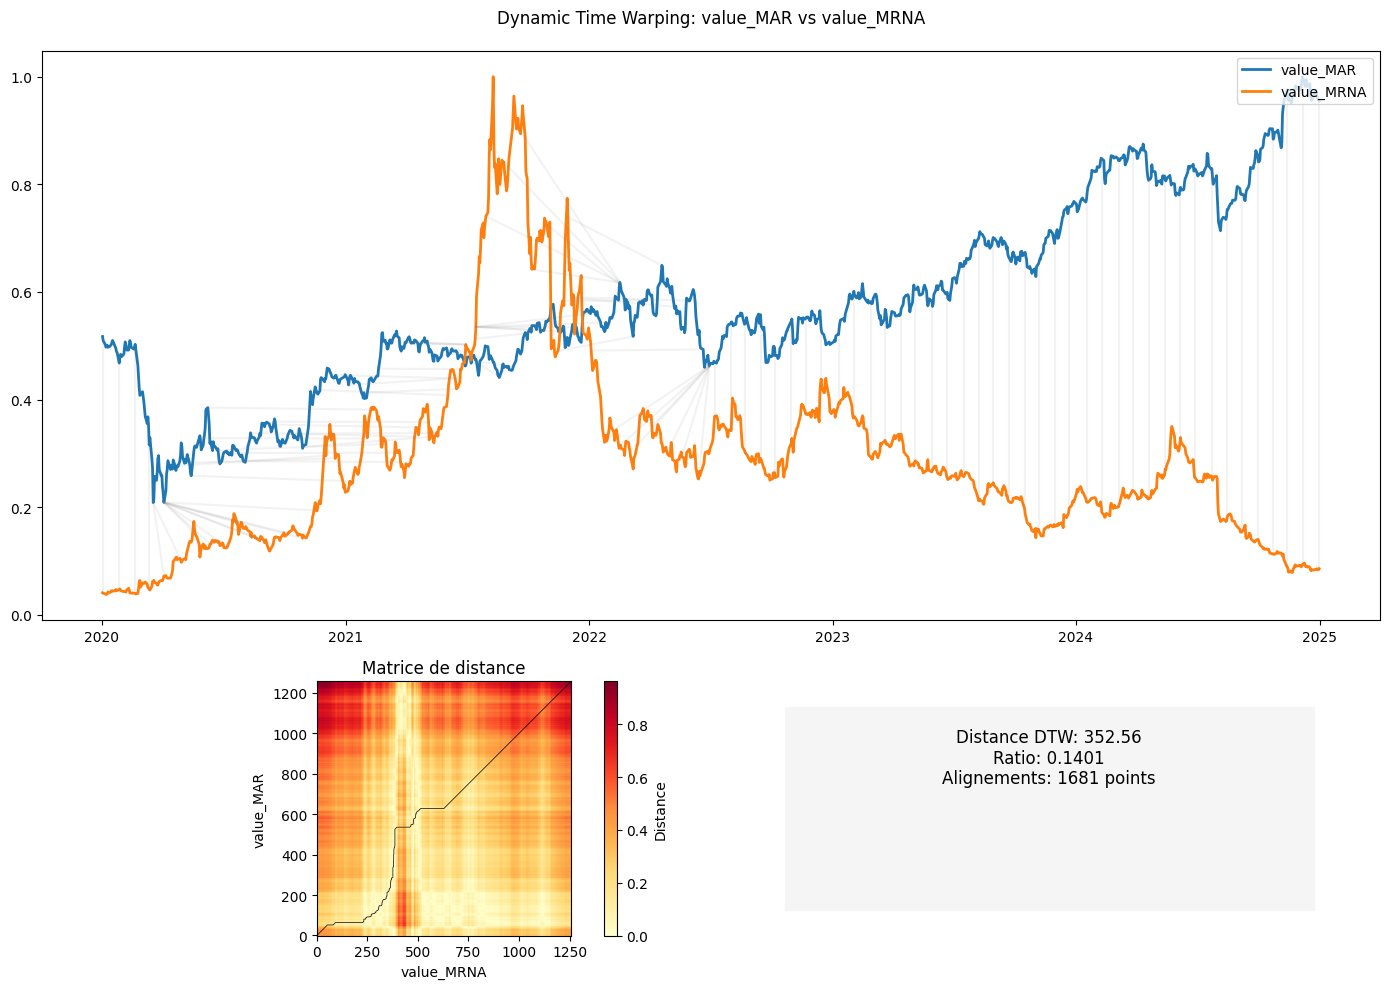 Dynamic Time Warping: value_MAR vs value_MRNA
1.0
0.8
0.6
0.4
0.2
0.0
value_MAR
value_MRNA
2020 2021 2022 2023 2024 2025
Matrice de distance
1200
1000
800
600
400
200
0
value_MAR
0 250 500 750 1000 1250
value_MRNA
0.8
0.6
0.4
0.2
0.0
Distance
Distance DTW: 352.56
Ratio: 0.1401
Alignements: 1681 points